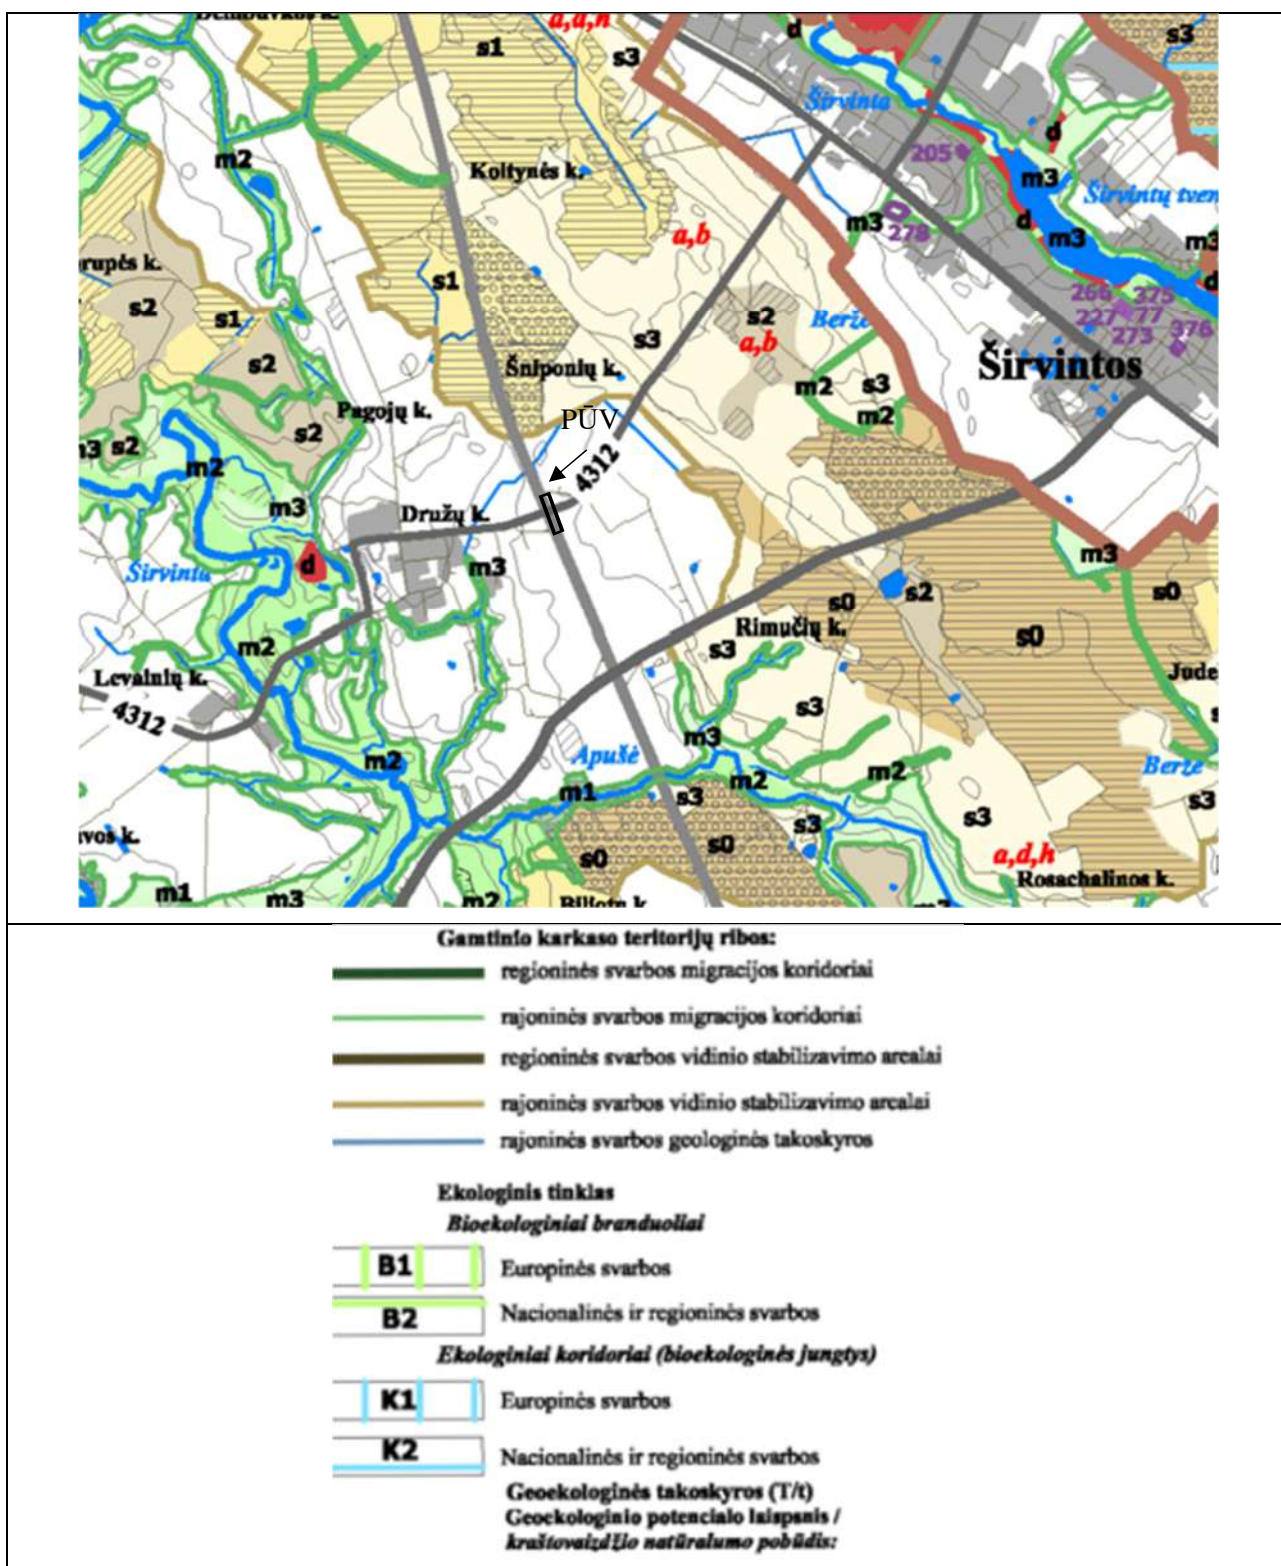 a,d,h
s1
s3
d
s3
Širvinta
m2
Koltynės k.
205
d
m3
Širvintų tven
a,b
m3
278
d
m3
m3
rupės k.
s2
s1
s1
s2
a,b
Berže
s3
266 375
227 77
273 376
d
s2
Šniponių k.
Širvintos
m2
s3
m2
Pagojų k.
PŪV
s2
s2
m2
m3
4312
Družų k.
m3
Širvinta
d
m3
s0
s2
s0
s0
Rimučių k.
m2
s3
Levainių k.
4312
Jude
s3
m3
m2
Apušė
m1
m2
m2
Berže
s3
s3
s3
s3
s0
s0
a,d,h
Rosachalinos k.
vos k.
m1
m3
m2
Gamtinio karkaso teritorijų ribos:
regioninės svarbos migracijos koridoriai
rajoninės svarbos migracijos koridoriai
regioninės svarbos vidinio stabilizavimo arealai
rajoninės svarbos vidinio stabilizavimo arealai
rajoninės svarbos geologinės takoskyros
Ekologinis tinklas
Bioekologiniai branduoliai
B1 Europinės svarbos
B2 Nacionalinės ir regioninės svarbos
Ekologiniai koridoriai (bioekologinės jungtys)
K1 Europinės svarbos
K2 Nacionalinės ir regioninės svarbos
Geoekologinės takoskyros (T/t)
Geoekologinio potencialo laipsnis /
kraštovaizdžio natūralumo pobūdis: